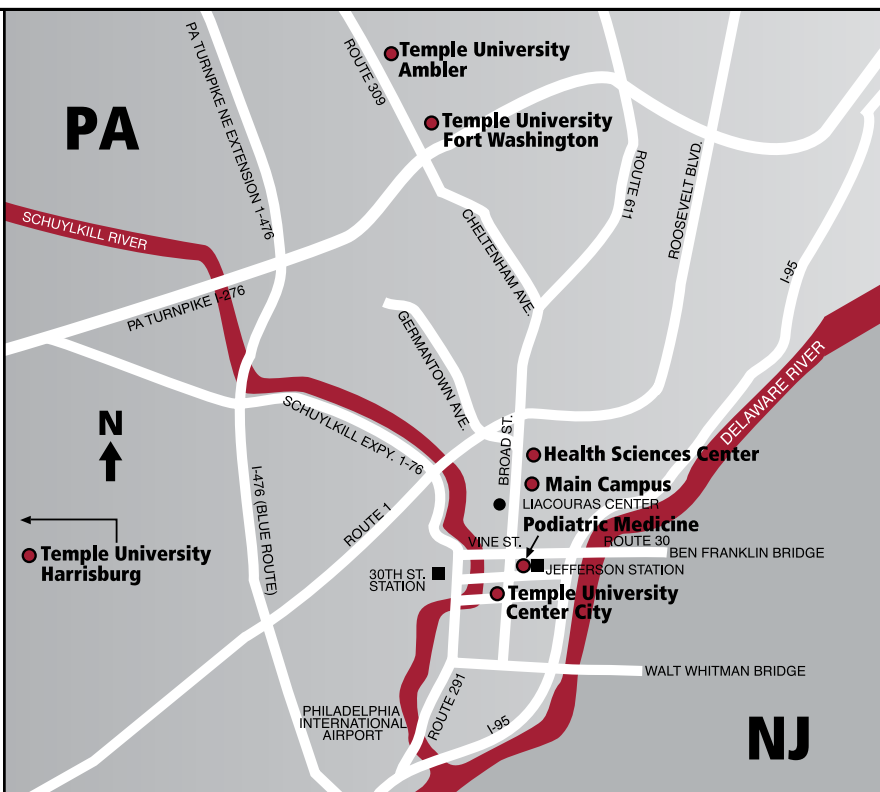 Temple University
Ambler
PA TURNPIKE NE EXTENSION 1-476
ROUTE 309
PA
Temple University
Fort Washington
ROUTE 611
ROOSEVELT BLVD.
SCHUYLKILL RIVER
CHELTENHAM AVE.
I-95
PA TURNPIKE I-276
GERMANTOWN AVE.
DELAWARE RIVER
N
SCHUYLKILL EXPY. 1-76
BROAD ST.
Health Sciences Center
I-476 (BLUE ROUTE)
Main Campus
LIACOURAS CENTER
ROUTE 1
Podiatric Medicine
VINE ST.
ROUTE 30
BEN FRANKLIN BRIDGE
Temple University
Harrisburg
30TH ST.
STATION
JEFFERSON STATION
Temple University
Center City
WALT WHITMAN BRIDGE
PHILADELPHIA
INTERNATIONAL
AIRPORT
ROUTE 291
I-95
NJ